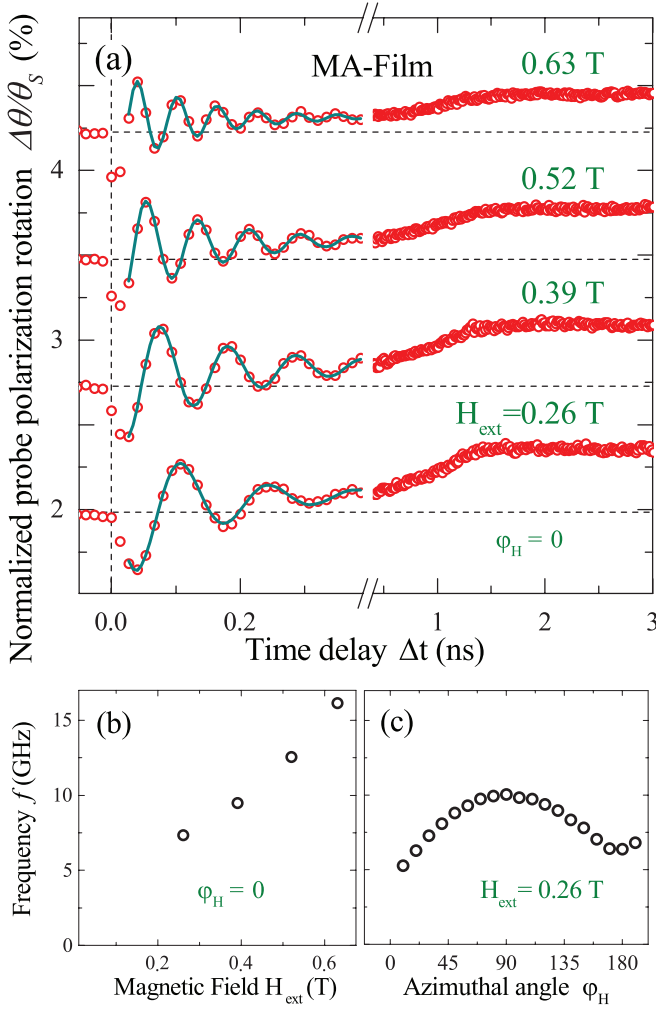 (a)
MA-Film
0.63 T
0.52 T
0.39 T
H_ext=0.26 T
φ_H = 0
Normalized probe polarization rotation Δθ/θ_S (%)
4
3
2
0.0
0.2
1
2
3
Time delay Δt (ns)
(b)
φ_H = 0
Frequency f (GHz)
15
10
5
0
0,2
0,4
0,6
Magnetic Field H_ext (T)
(c)
H_ext=0.26 T
0
45
90
135
180
Azimuthal angle φ_H